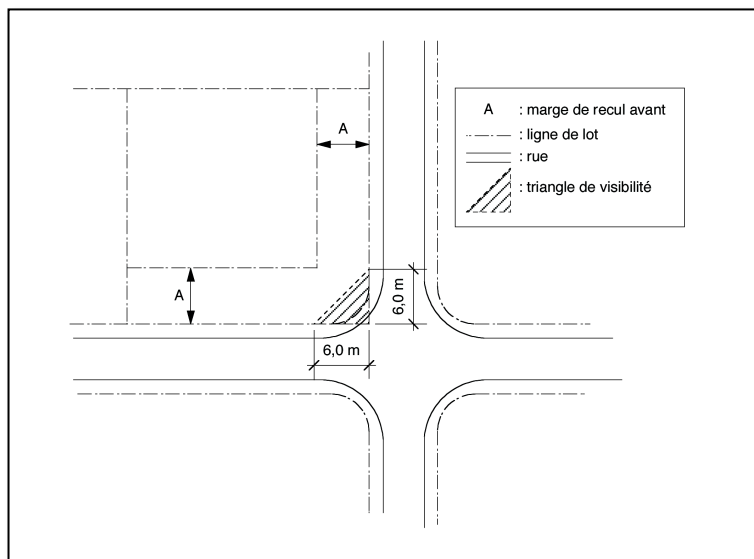 A : marge de recul avant
: ligne de lot
: rue
: triangle de visibilité
A
A
6,0 m
6,0 m